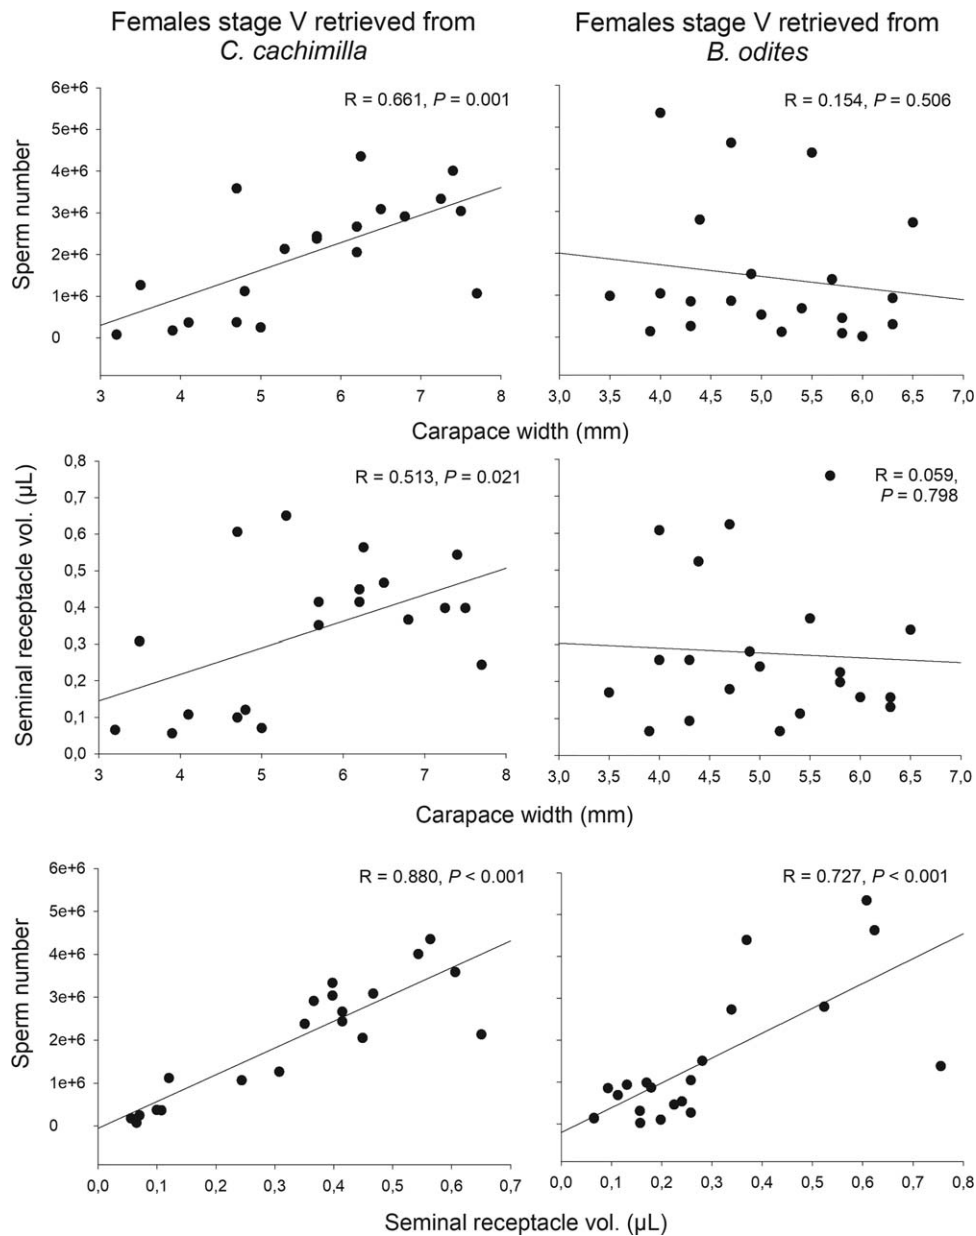 Females stage V retrieved from
C. cachimilla
Females stage V retrieved from
B. odites
R = 0.661, P = 0.001
R = 0.154, P = 0.506
Sperm number
6e+6
5e+6
4e+6
3e+6
2e+6
1e+6
0
3 4 5 6 7 8
3,0 3,5 4,0 4,5 5,0 5,5 6,0 6,5 7,0
Carapace width (mm)
R = 0.513, P = 0.021
R = 0.059,
P = 0.798
Seminal receptacle vol. (µL)
0,8
0,7
0,6
0,5
0,4
0,3
0,2
0,1
0,0
3 4 5 6 7 8
3,0 3,5 4,0 4,5 5,0 5,5 6,0 6,5 7,0
Carapace width (mm)
R = 0.880, P < 0.001
R = 0.727, P < 0.001
Sperm number
6e+6
5e+6
4e+6
3e+6
2e+6
1e+6
0
0,0 0,1 0,2 0,3 0,4 0,5 0,6 0,7
0,0 0,1 0,2 0,3 0,4 0,5 0,6 0,7 0,8
Seminal receptacle vol. (µL)